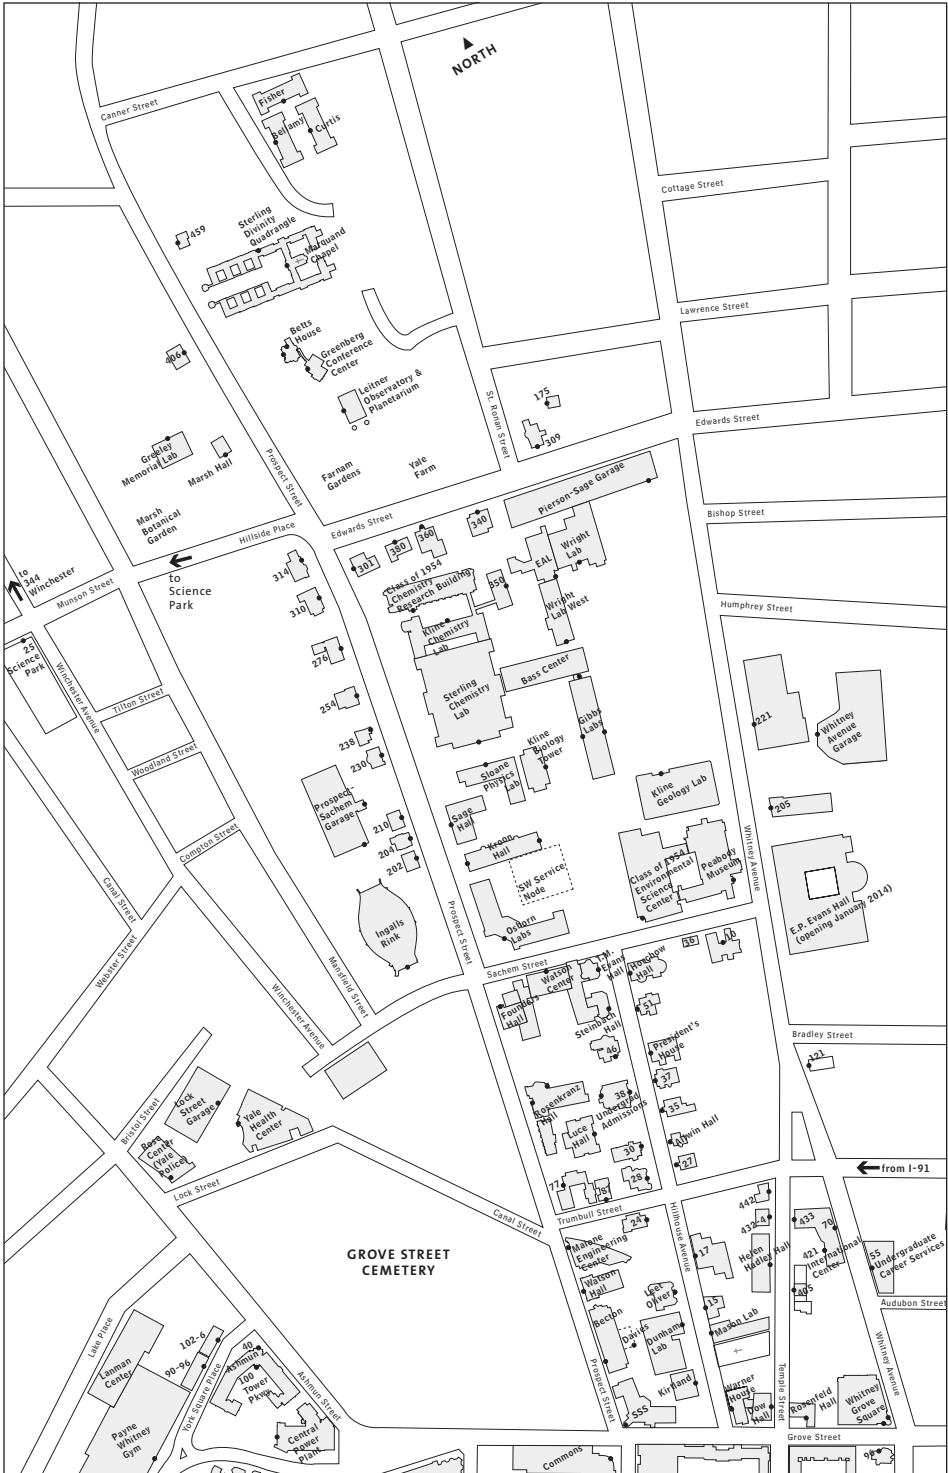 NORTH
Canner Street
Fisher
Bellamy
Curtis
Cottage Street
459
Sterling
Divinity
Quadrangle
Marquand
Chapel
Lawrence Street
Betts
House
Greenberg
Conference
Center
406
Leitner
Observatory &
Planetarium
St. Ronan Street
175
309
Edwards Street
Greeley
Memorial Lab
Marsh Hall
Prospect Street
Farnam
Gardens
Yale
Farm
Pierson-Sage Garage
Marsh
Botanical
Garden
Hillside Place
Edwards Street
340
360
380
301
Bishop Street
EAL
Wright
Lab
to
344
Winchester
Munson Street
to
Science
Park
314
310
Class of 1954
Chemistry
Research Building
350
Wright
Lab West
Humphrey Street
Kline
Chemistry
Lab
276
25
Science
Park
Winchester Avenue
Tilton Street
254
Sterling
Chemistry
Lab
Bass Center
Gibbs
Labs
221
Whitney
Avenue
Garage
Woodland Street
238
230
Kline
Biology
Tower
Sloane
Physics
Lab
Kline
Geology Lab
Prospect-
Sachem
Garage
Sage
Hall
205
Compton Street
210
204
202
Kroon
Hall
SW Service
Node
Class of 1954
Environmental
Science
Center
Peabody
Museum
Whitney Avenue
Canal Street
Ingalls
Rink
Prospect Street
Osborn
Labs
E.P. Evans Hall
(opening January 2014)
Webster Street
Mansfield Street
Winchester Avenue
Sachem Street
Watson
Center
T.M.
Evans
Hall
Horchow
Hall
56
10
Founders
Hall
Steinbach
Hall
51
46
President's
House
Bradley Street
121
37
Bristol Street
Lock
Street
Garage
Yale
Health
Center
Rose
Center
(Yale
Police)
Rosenkranz
Hall
38
Undergrad
Admissions
35
Luce
Hall
Allwin Hall
30
27
from I-91
Lock Street
Canal Street
77
87
28
Trumbull Street
24
Hillhouse Avenue
442
432-4
433
70
GROVE STREET
CEMETERY
Malone
Engineering
Center
17
Helen
Hadley Hall
421
International
Center
55
Undergraduate
Career Services
Watson
Hall
Leet
Oliver
15
405
Audubon Street
Lake Place
102-6
90-96
Becton
Davies
Dunham
Lab
Mason Lab
Lanman
Center
York Square Place
40
Ashmun
100
Tower
Pkwy
Ashmun Street
Prospect Street
Kirtland
Warner
House
Dow
Hall
Temple Street
Rosenfeld
Hall
Whitney
Grove
Square
Whitney Avenue
Payne
Whitney
Gym
Central
Power
Plant
SSS
Grove Street
Commons